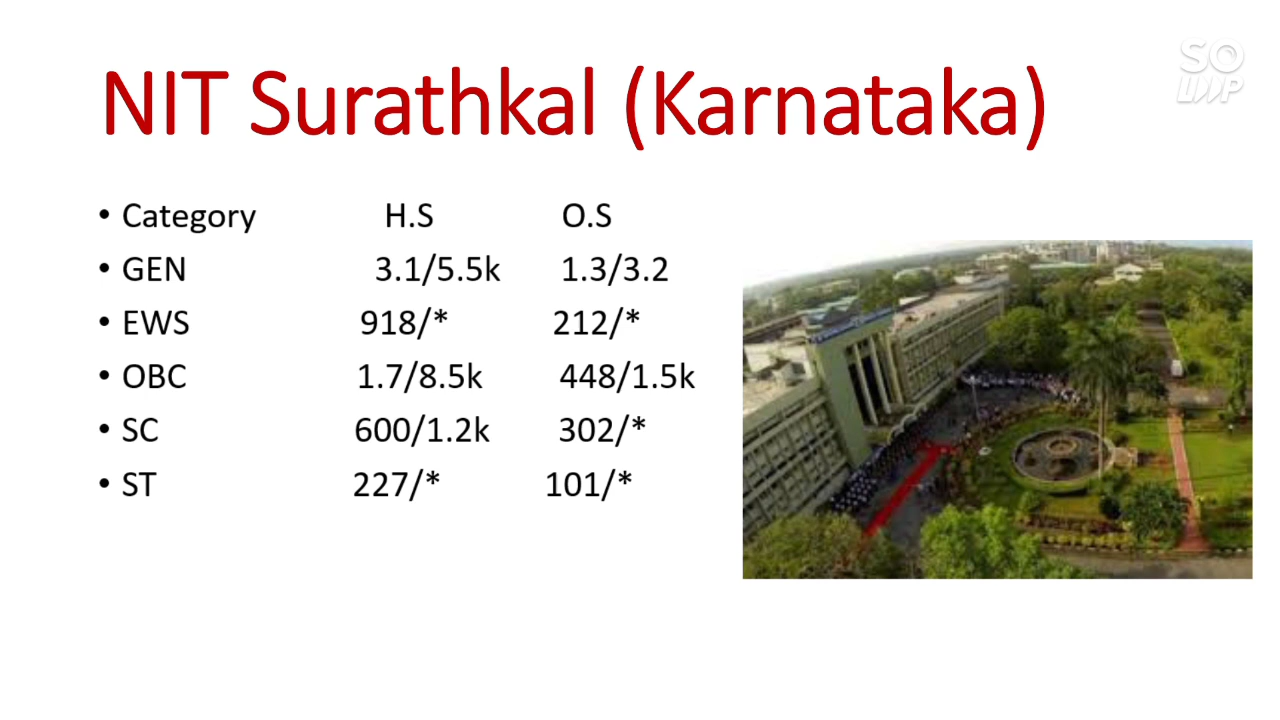 NIT Surathkal (Karnataka)
• Category H.S O.S
• GEN 3.1/5.5k 1.3/3.2
• EWS 918/* 212/*
• OBC 1.7/8.5k 448/1.5k
• SC 600/1.2k 302/*
• ST 227/* 101/*